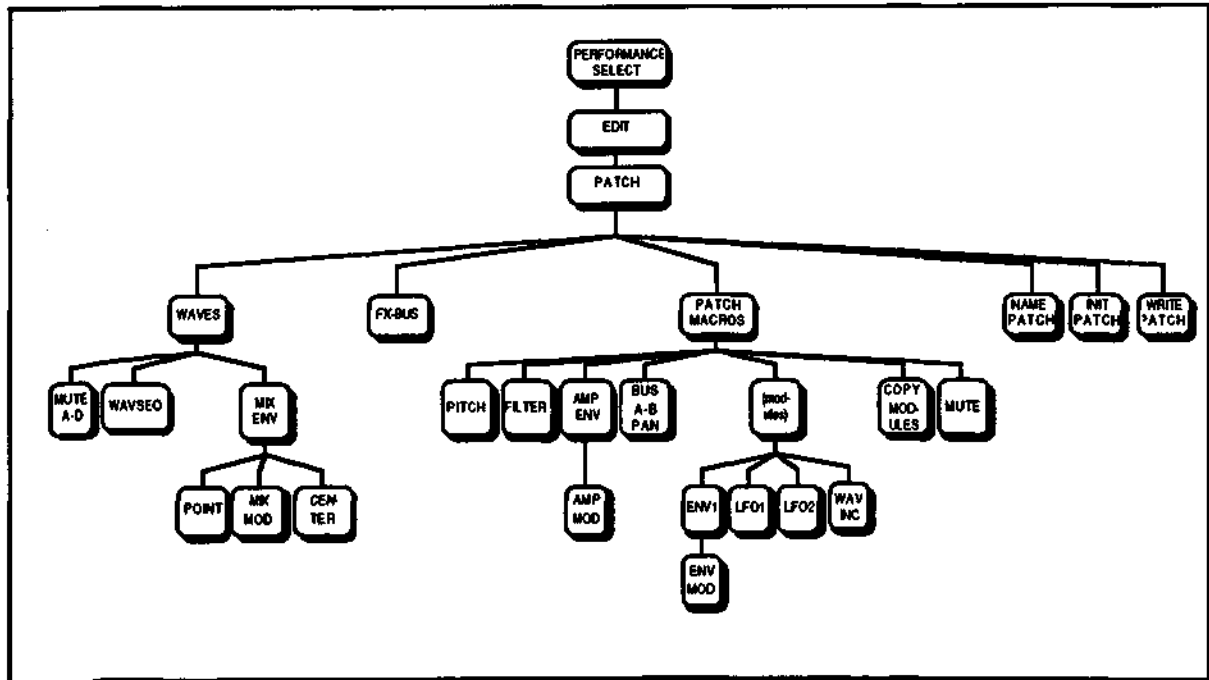 PERFORMANCE
SELECT
EDIT
PATCH
WAVES
FX-BUS
PATCH
MACROS
NAME
PATCH
INIT
PATCH
WRITE
PATCH
MUTE
A-D
WAVSEQ
MIX
ENV
PITCH
FILTER
AMP
ENV
BUS
A-B
PAN
(mod-
ules)
COPY
MOD-
ULES
MUTE
POINT
MIX
MOD
CEN-
TER
AMP
MOD
ENV1
LFO1
LFO2
WAV
INC
ENV
MOD